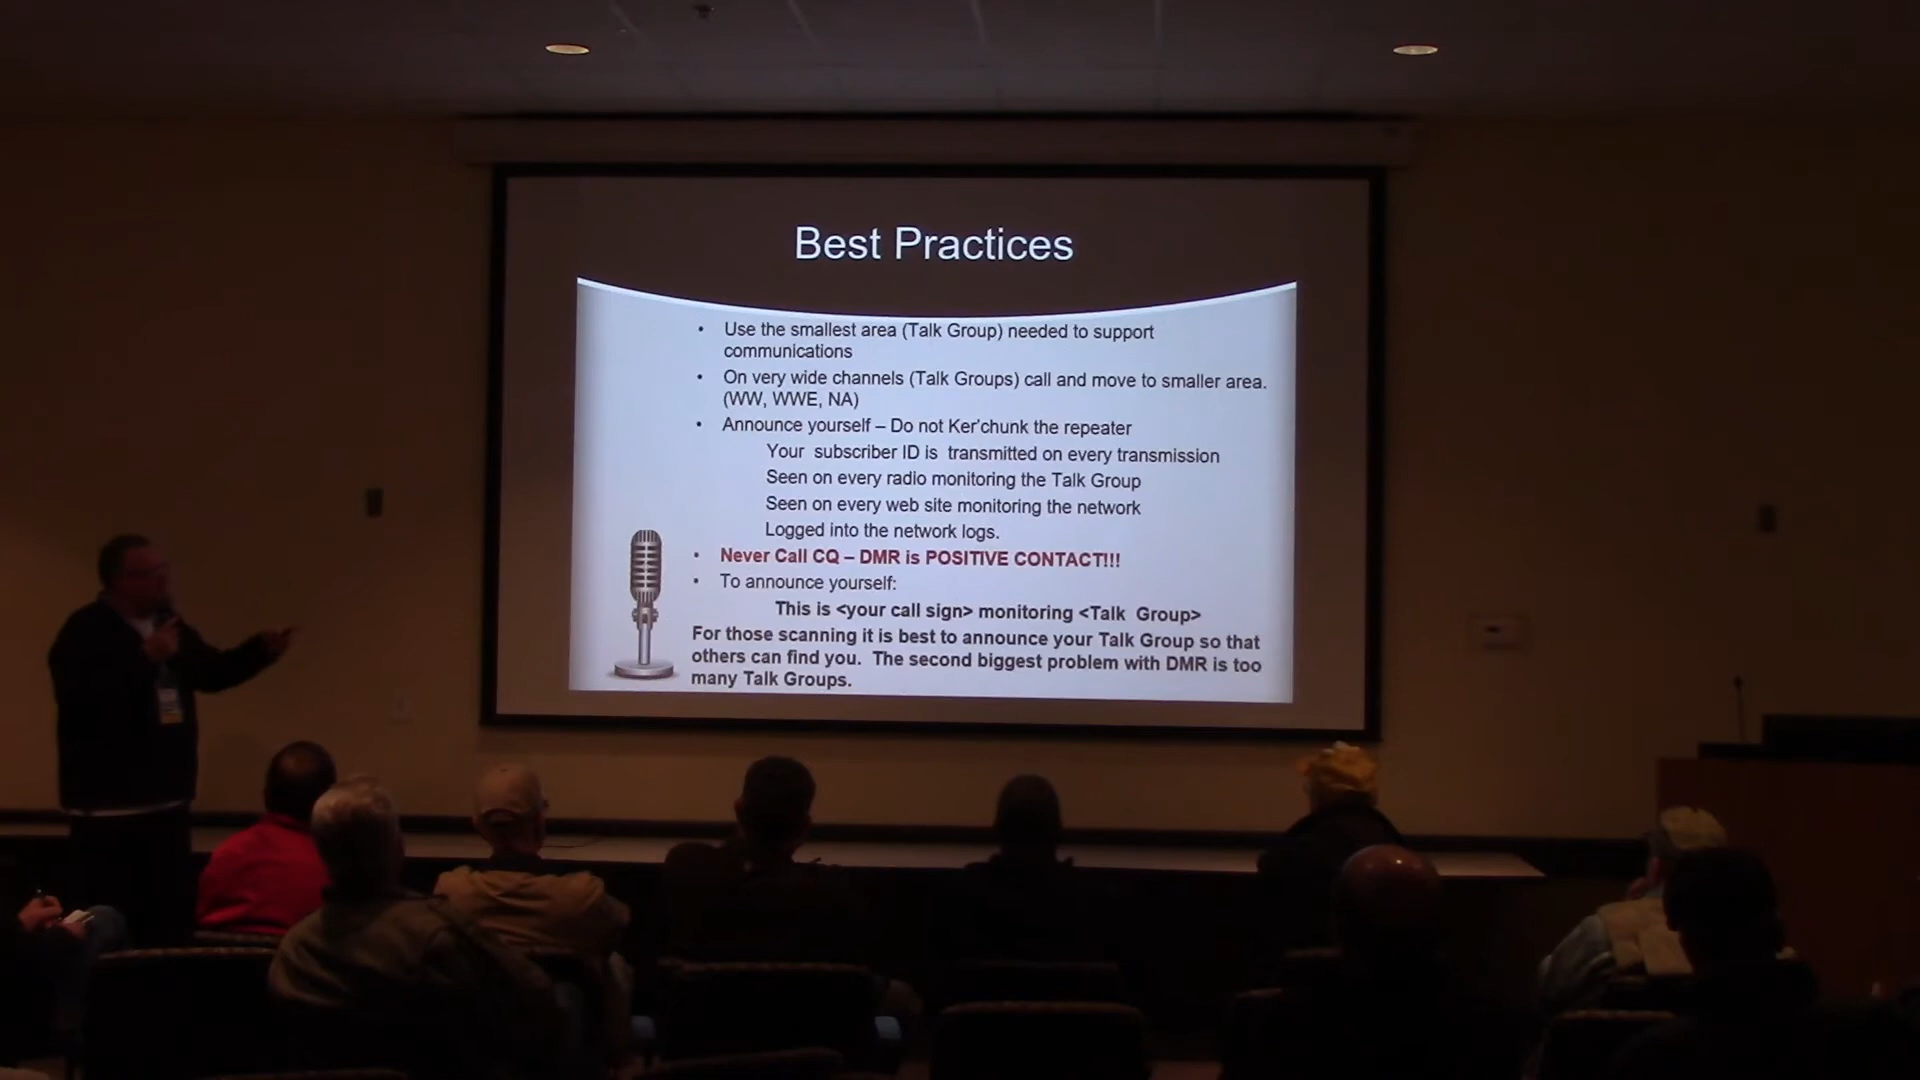 Best Practices
• Use the smallest area (Talk Group) needed to support
communications
• On very wide channels (Talk Groups) call and move to smaller area.
(WW, WWE, NA)
• Announce yourself – Do not Ker'chunk the repeater
Your subscriber ID is transmitted on every transmission
Seen on every radio monitoring the Talk Group
Seen on every web site monitoring the network
Logged into the network logs.
• Never Call CQ – DMR is POSITIVE CONTACT!!!
• To announce yourself:
This is <your call sign> monitoring <Talk Group>
For those scanning it is best to announce your Talk Group so that
others can find you. The second biggest problem with DMR is too
many Talk Groups.